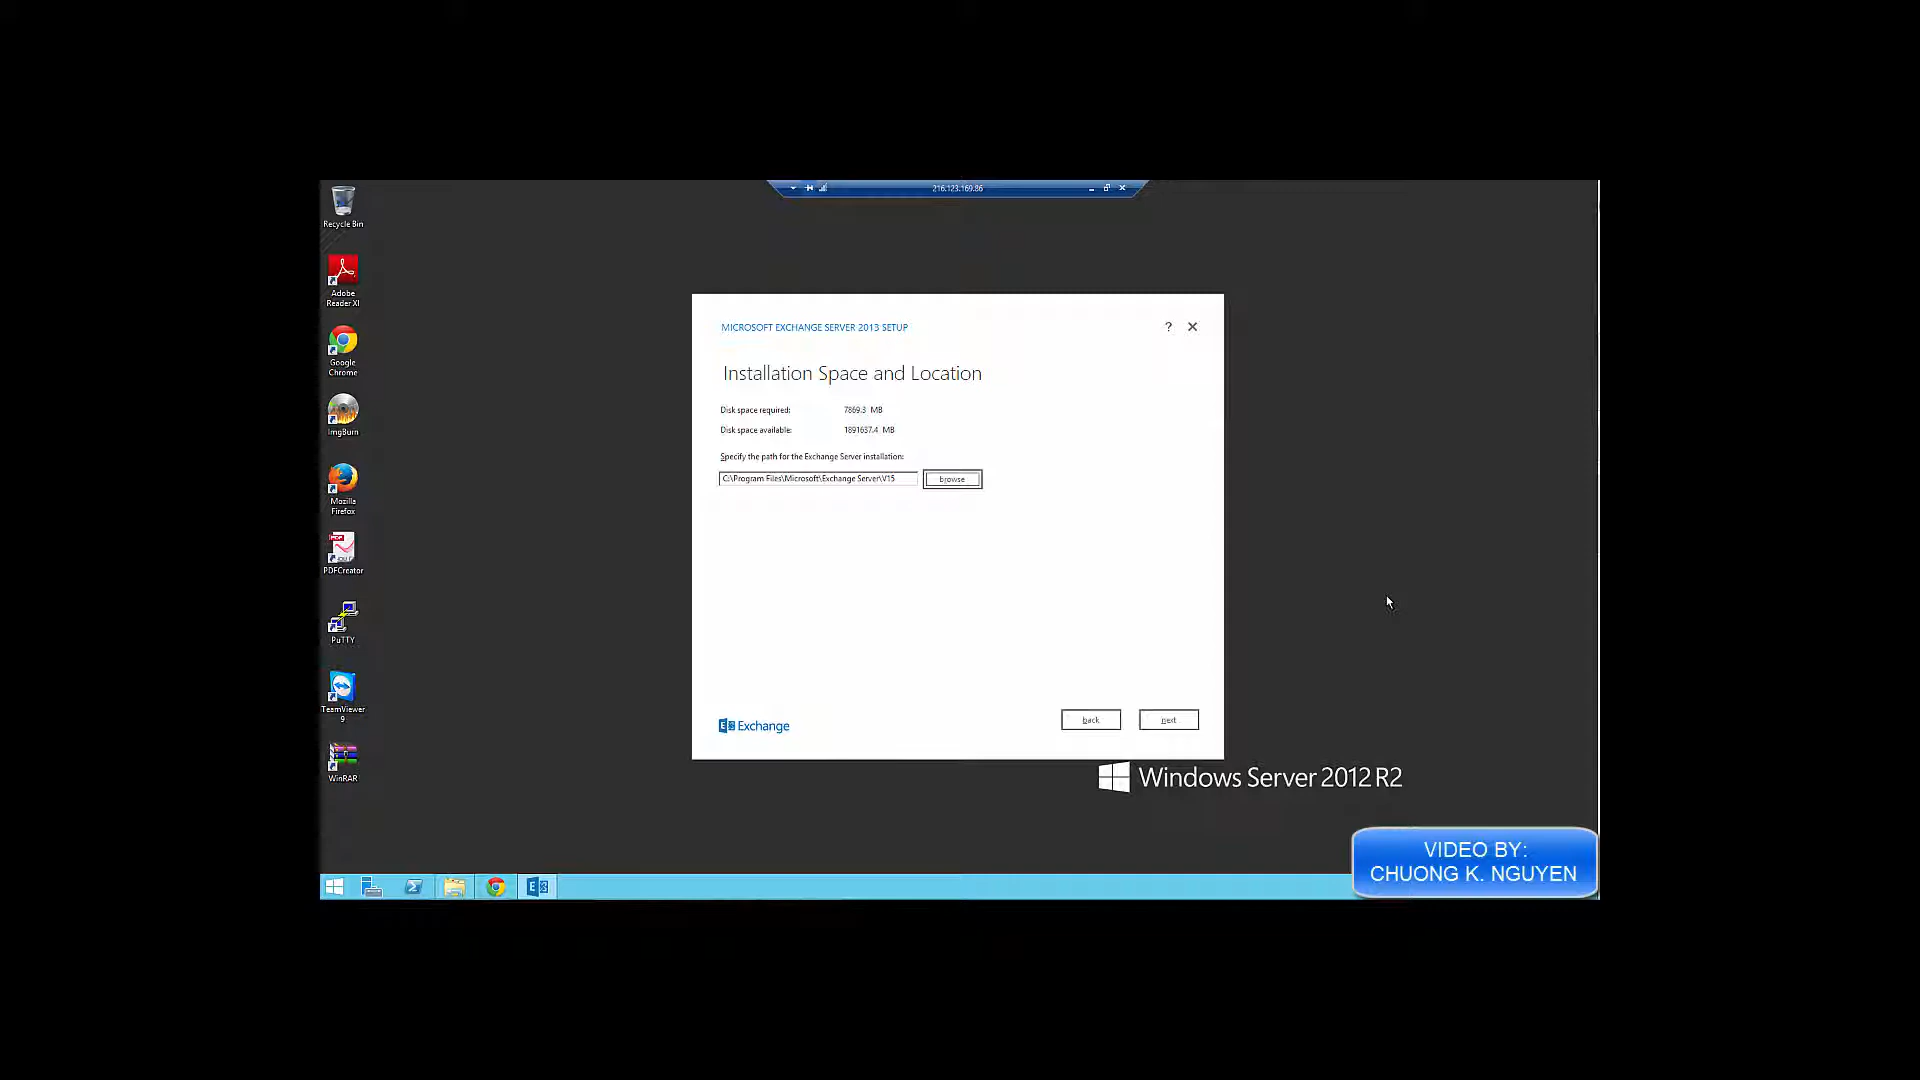 216.123.169.86
Recycle Bin
Adobe
Reader XI
Google
Chrome
ImgBurn
Mozilla
Firefox
PDFCreator
PuTTY
TeamViewer
9
WinRAR
MICROSOFT EXCHANGE SERVER 2013 SETUP
?
Installation Space and Location
Disk space required: 7869.3 MB
Disk space available: 1891637.4 MB
Specify the path for the Exchange Server installation:
C:\Program Files\Microsoft\Exchange Server\V15
browse
Exchange
back
next
Windows Server 2012 R2
VIDEO BY:
CHUONG K. NGUYEN